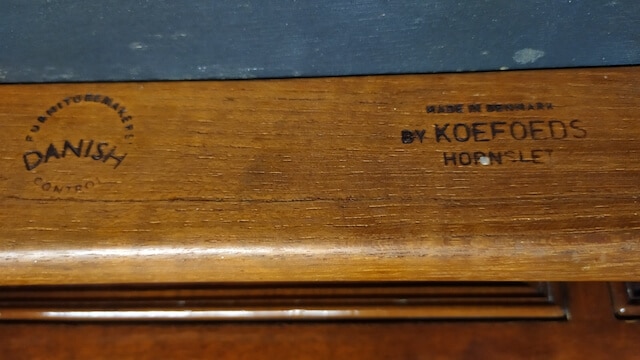 FURNITUREMAKERS
DANISH
CONTROL
MADE IN DENMARK
BY KOEFOEDS
HORNSLET